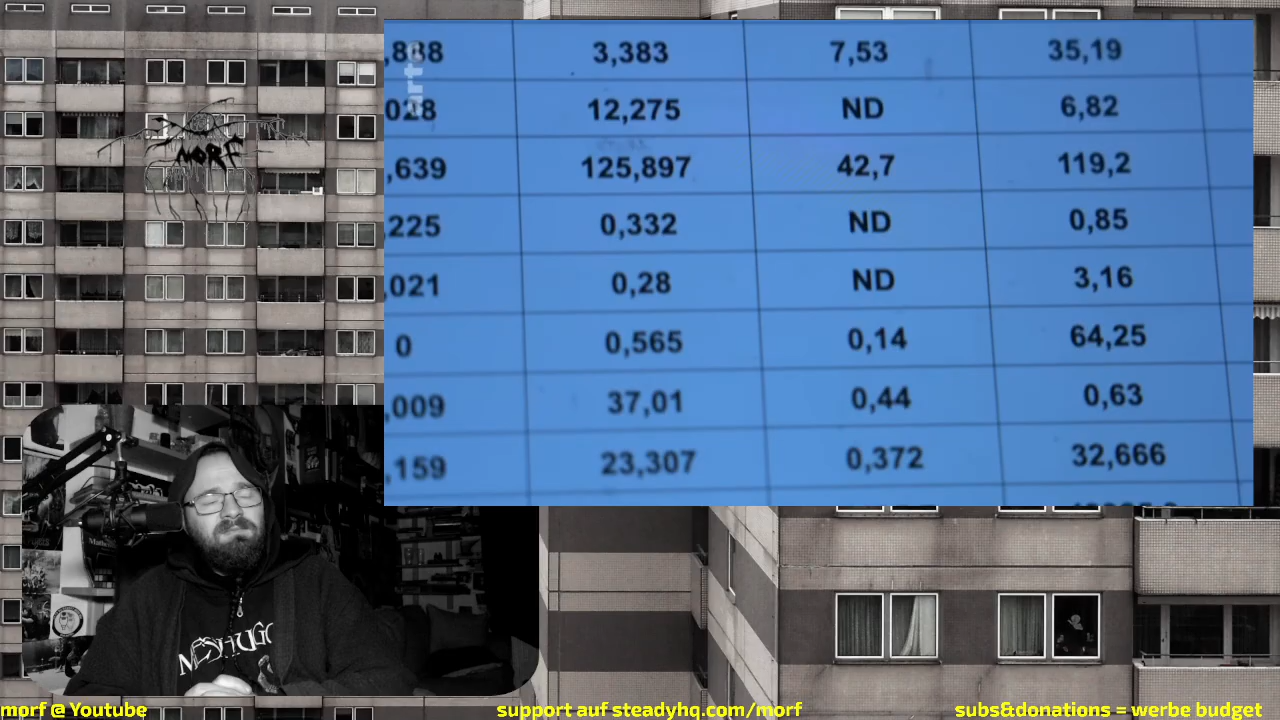 ,888 3,383 7,53 35,19
arte
,028 12,275 ND 6,82
,639 125,897 42,7 119,2
,225 0,332 ND 0,85
,021 0,28 ND 3,16
0 0,565 0,14 64,25
,009 37,01 0,44 0,63
,159 23,307 0,372 32,666
MORF
MESHUGG
morf @ Youtube
support auf steadyhq.com/morf
subs&donations = werbe budget